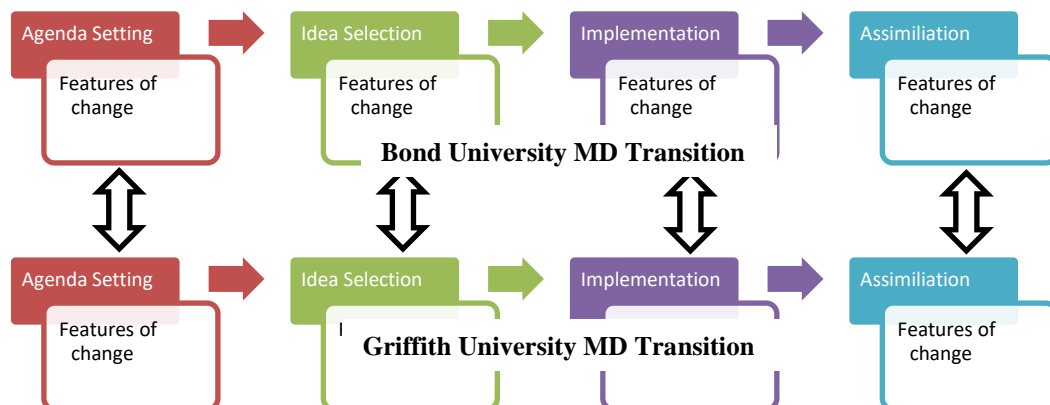 Agenda Setting
Idea Selection
Implementation
Assimiliation
Features of
change
Features of
change
Features of
change
Features of
change
Bond University MD Transition
Agenda Setting
Idea Selection
Implementation
Assimiliation
Features of
change
Features of
change
Griffith University MD Transition